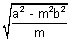 √((a² - m²b²)/m)